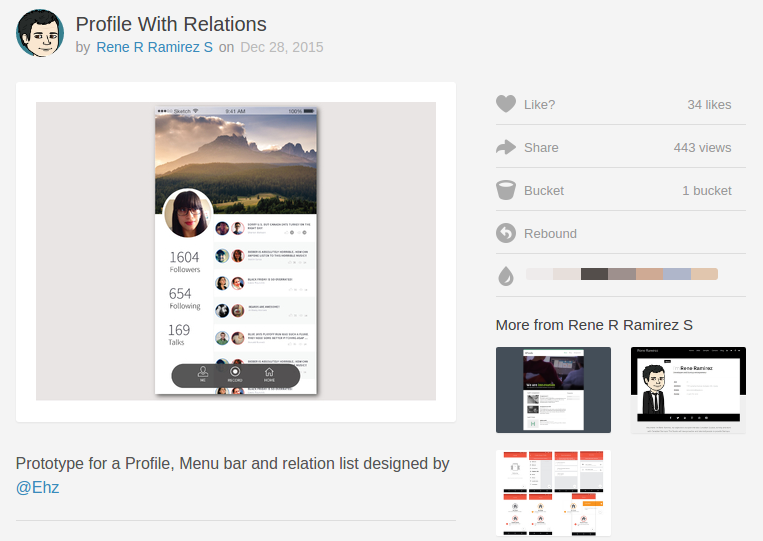 Profile With Relations
by Rene R Ramirez S on Dec 28, 2015
Sketch
9:41 AM
100%
1604
Followers
654
Following
169
Talks
ME
RECORD
HOME
Like?
34 likes
Share
443 views
Bucket
1 bucket
Rebound
More from Rene R Ramirez S
Rene Ramirez
Prototype for a Profile, Menu bar and relation list designed by
@Ehz